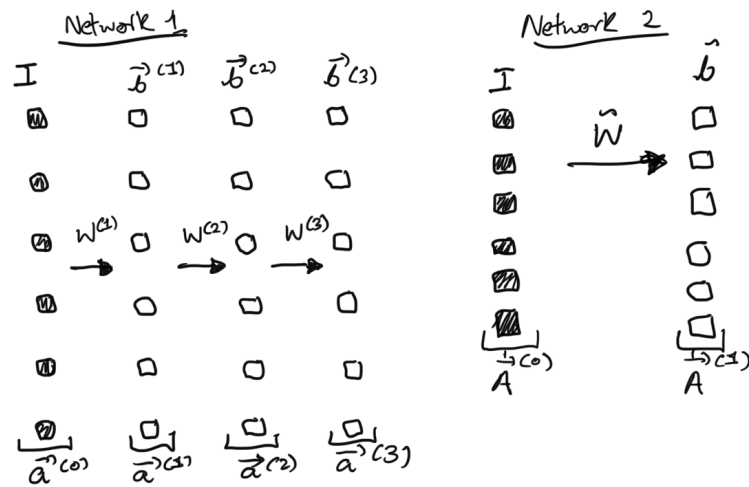 Network 1
I b⃗⁽¹⁾ b⃗⁽²⁾ b⃗⁽³⁾
W⁽¹⁾ W⁽²⁾ W⁽³⁾
a⃗⁽⁰⁾ a⃗⁽¹⁾ a⃗⁽²⁾ a⃗⁽³⁾
Network 2
I b̃
W̃
A⃗⁽⁰⁾ A⃗⁽¹⁾